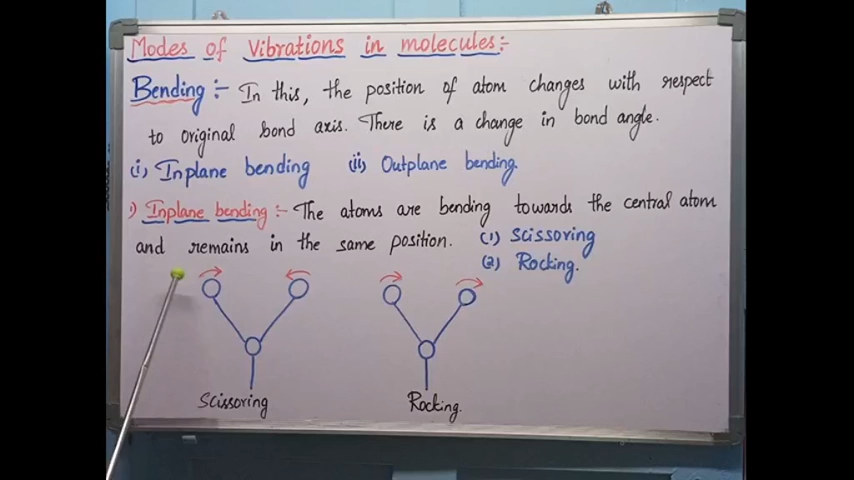 Modes of Vibrations in molecules:-
Bending :- In this, the position of atom changes with respect
to original bond axis. There is a change in bond angle.
(i) Inplane bending (ii) Outplane bending.
1) Inplane bending :- The atoms are bending towards the central atom
and remains in the same position. (1) Scissoring
(2) Rocking.
Scissoring Rocking.